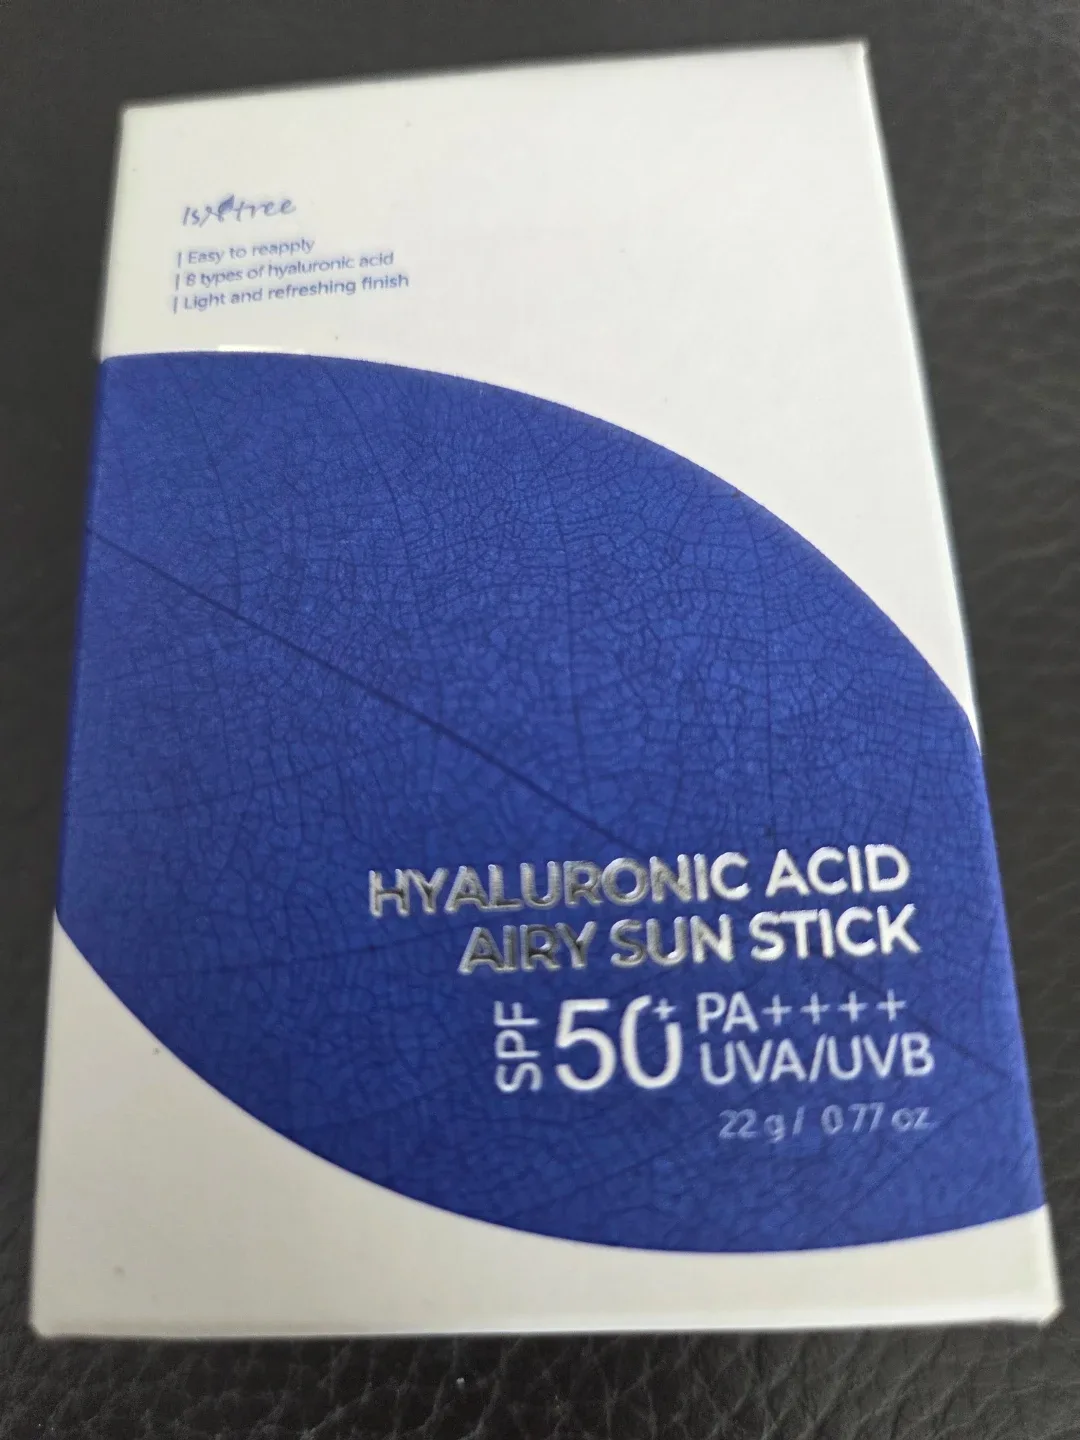 Isntree
| Easy to reapply
| 8 types of hyaluronic acid
| Light and refreshing finish
HYALURONIC ACID
AIRY SUN STICK
SPF 50+ PA++++
UVA/UVB
22 g / 0.77 oz.